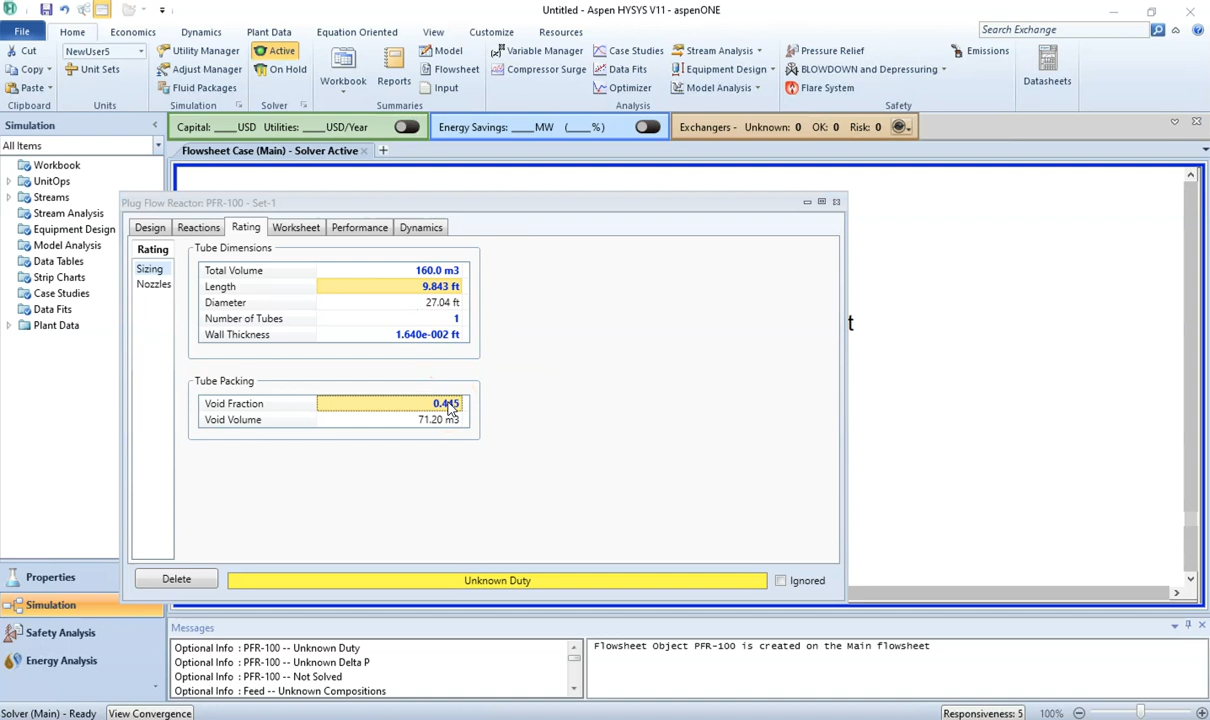 Untitled - Aspen HYSYS V11 - aspenONE
File Home Economics Dynamics Plant Data Equation Oriented View Customize Resources Search Exchange
Cut NewUser5 Utility Manager Active Model Variable Manager Case Studies Stream Analysis Pressure Relief Emissions
Copy Unit Sets Adjust Manager On Hold Workbook Reports Flowsheet Compressor Surge Data Fits Equipment Design BLOWDOWN and Depressuring Datasheets
Paste Fluid Packages Input Optimizer Model Analysis Flare System
Clipboard Units Simulation Solver Summaries Analysis Safety
Simulation Capital: ____USD Utilities: ____USD/Year Energy Savings: ____MW (____%) Exchangers - Unknown: 0 OK: 0 Risk: 0
All Items Flowsheet Case (Main) - Solver Active
Workbook
UnitOps
Streams
Stream Analysis
Equipment Design
Model Analysis
Data Tables
Strip Charts
Case Studies
Data Fits
Plant Data
Plug Flow Reactor: PFR-100 - Set-1
Design Reactions Rating Worksheet Performance Dynamics
Rating
Sizing
Nozzles
Tube Dimensions
Total Volume 160.0 m3
Length 9.843 ft
Diameter 27.04 ft
Number of Tubes 1
Wall Thickness 1.640e-002 ft
Tube Packing
Void Fraction 0.445
Void Volume 71.20 m3
t
Delete Unknown Duty Ignored
Properties
Simulation
Safety Analysis
Energy Analysis
Messages
Optional Info : PFR-100 -- Unknown Duty
Optional Info : PFR-100 -- Unknown Delta P
Optional Info : PFR-100 -- Not Solved
Optional Info : Feed -- Unknown Compositions
Flowsheet Object PFR-100 is created on the Main flowsheet
Solver (Main) - Ready View Convergence Responsiveness: 5 100%